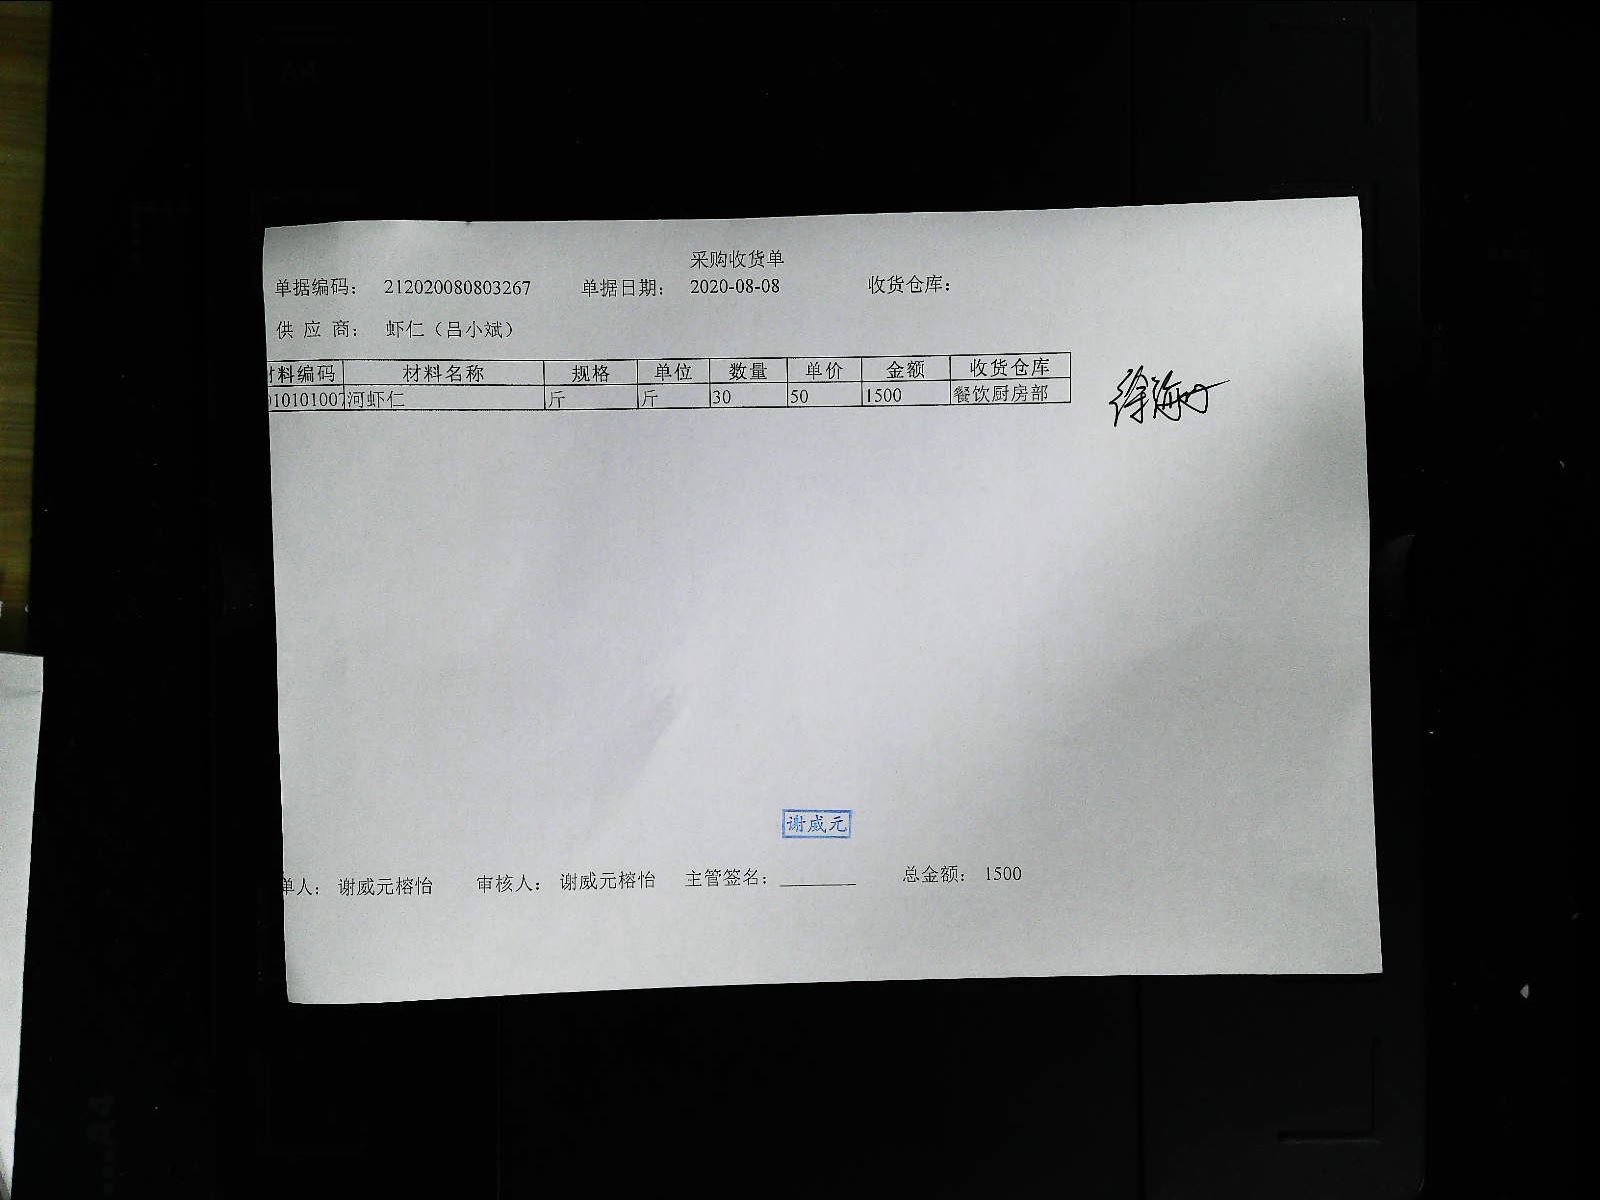 采购收货单
单据编码： 212020080803267 单据日期： 2020-08-08 收货仓库：
供 应 商： 虾仁（吕小斌）
材料编码 材料名称 规格 单位 数量 单价 金额 收货仓库
010101007 河虾仁 斤 斤 30 50 1500 餐饮厨房部
谢威元
单人： 谢威元榕怡 审核人： 谢威元榕怡 主管签名：________ 总金额： 1500